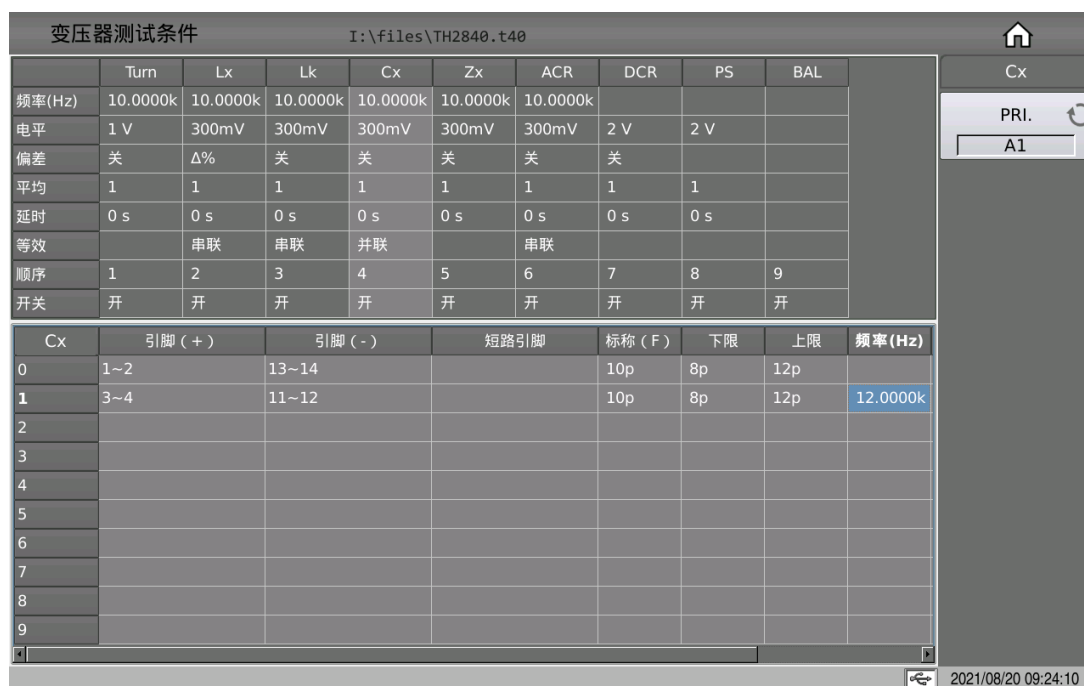 变压器测试条件 I:\files\TH2840.t40
Turn Lx Lk Cx Zx ACR DCR PS BAL
频率(Hz) 10.0000k 10.0000k 10.0000k 10.0000k 10.0000k 10.0000k
电平 1 V 300mV 300mV 300mV 300mV 300mV 2 V 2 V
偏差 关 Δ% 关 关 关 关 关
平均 1 1 1 1 1 1 1 1
延时 0 s 0 s 0 s 0 s 0 s 0 s 0 s 0 s
等效 串联 串联 并联 串联
顺序 1 2 3 4 5 6 7 8 9
开关 开 开 开 开 开 开 开 开 开
Cx 引脚(+) 引脚(-) 短路引脚 标称(F) 下限 上限 频率(Hz)
0 1~2 13~14 10p 8p 12p
1 3~4 11~12 10p 8p 12p 12.0000k
2
3
4
5
6
7
8
9
Cx
PRI.
A1
2021/08/20 09:24:10